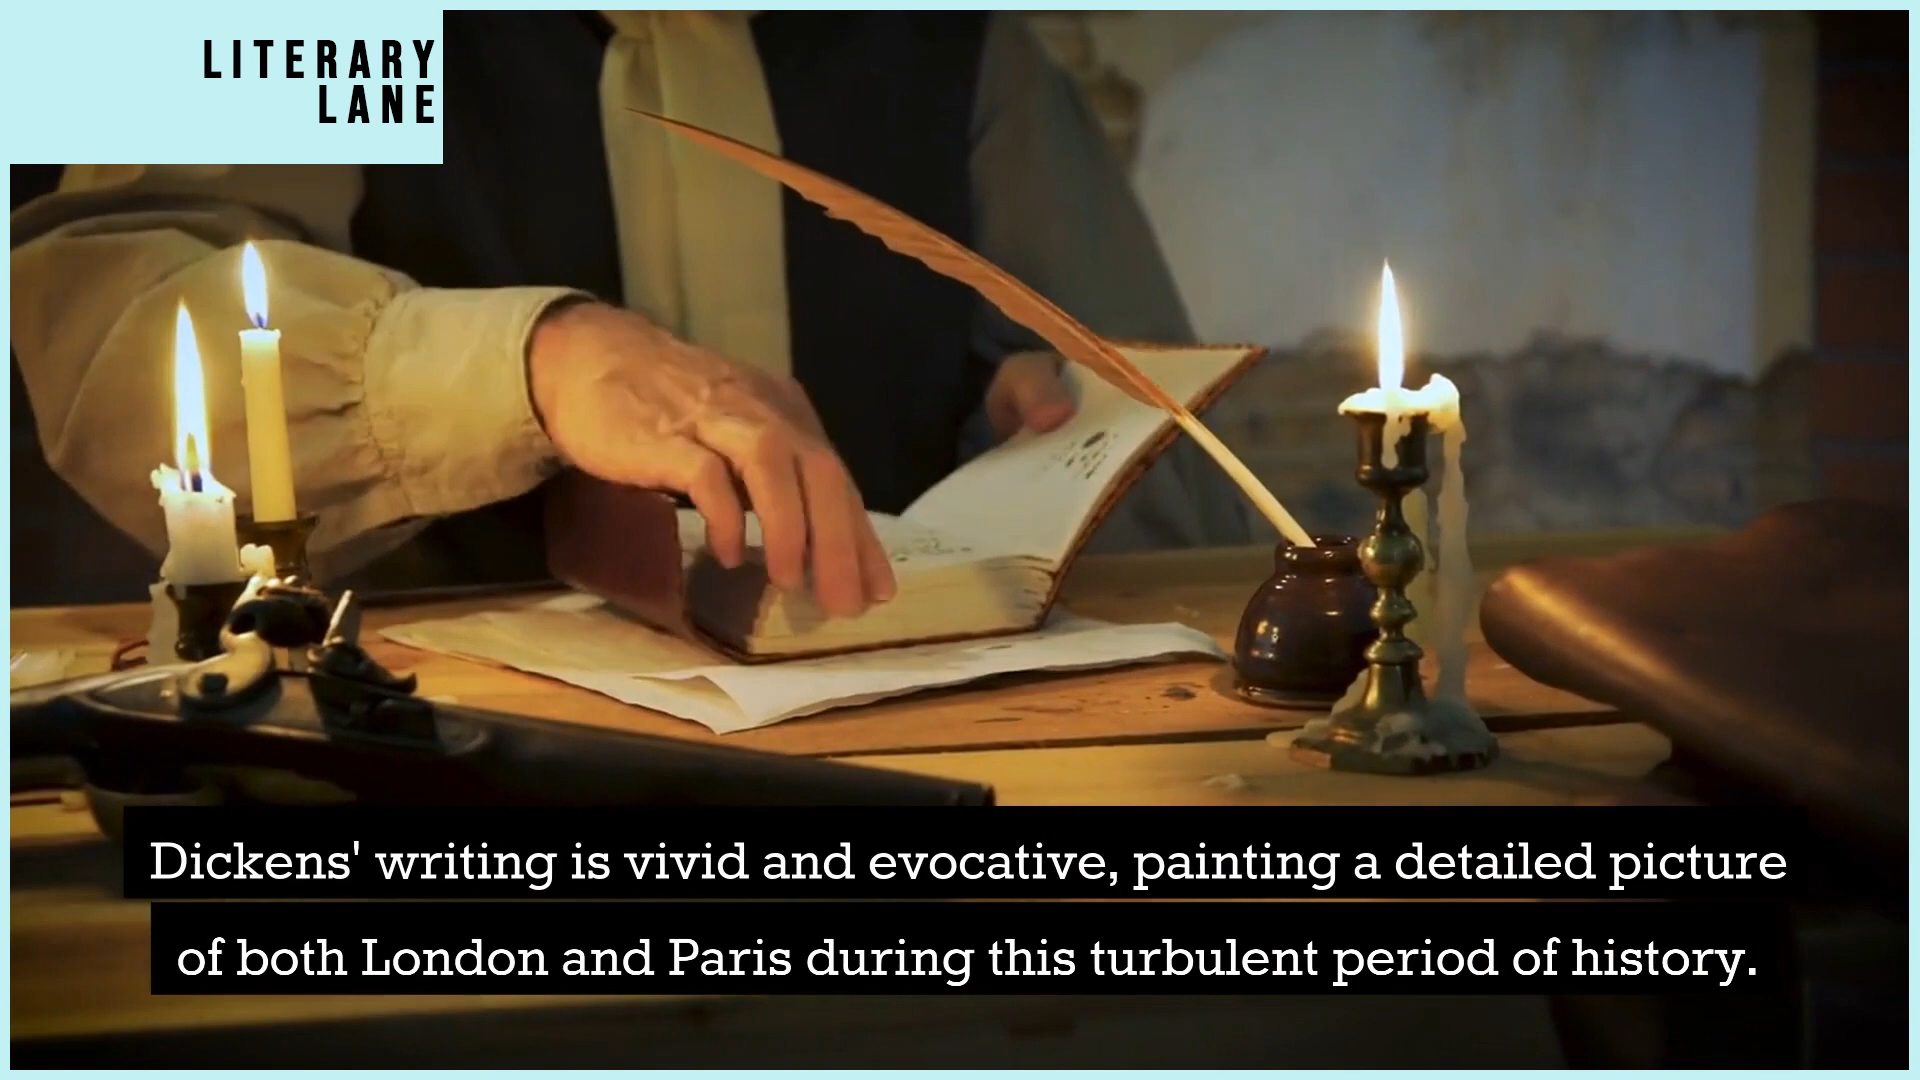 LITERARY
LANE
Dickens' writing is vivid and evocative, painting a detailed picture
of both London and Paris during this turbulent period of history.